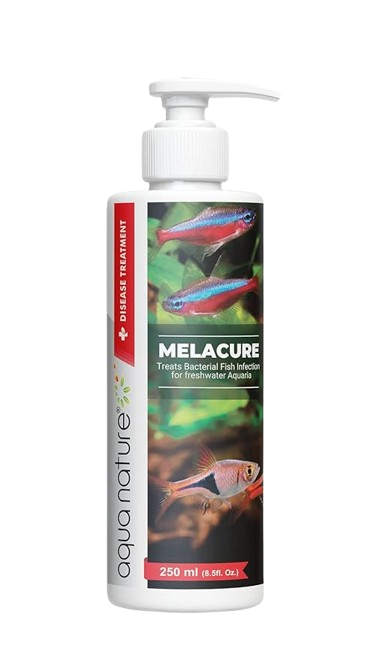 DISEASE TREATMENT
aqua nature®
MELACURE
Treats Bacterial Fish Infection
for freshwater Aquaria
250 ml (8.5fl. Oz.)